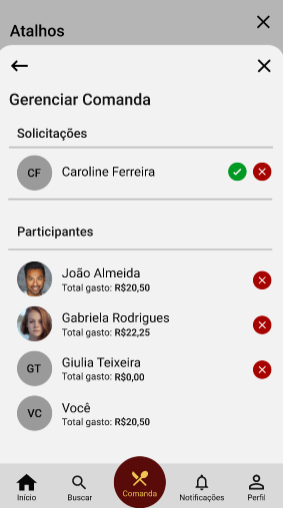 Atalhos
Gerenciar Comanda
Solicitações
CF
Caroline Ferreira
Participantes
João Almeida
Total gasto: R$20,50
Gabriela Rodrigues
Total gasto: R$22,25
GT
Giulia Teixeira
Total gasto: R$0,00
VC
Você
Total gasto: R$20,50
Início
Buscar
Comanda
Notificações
Perfil